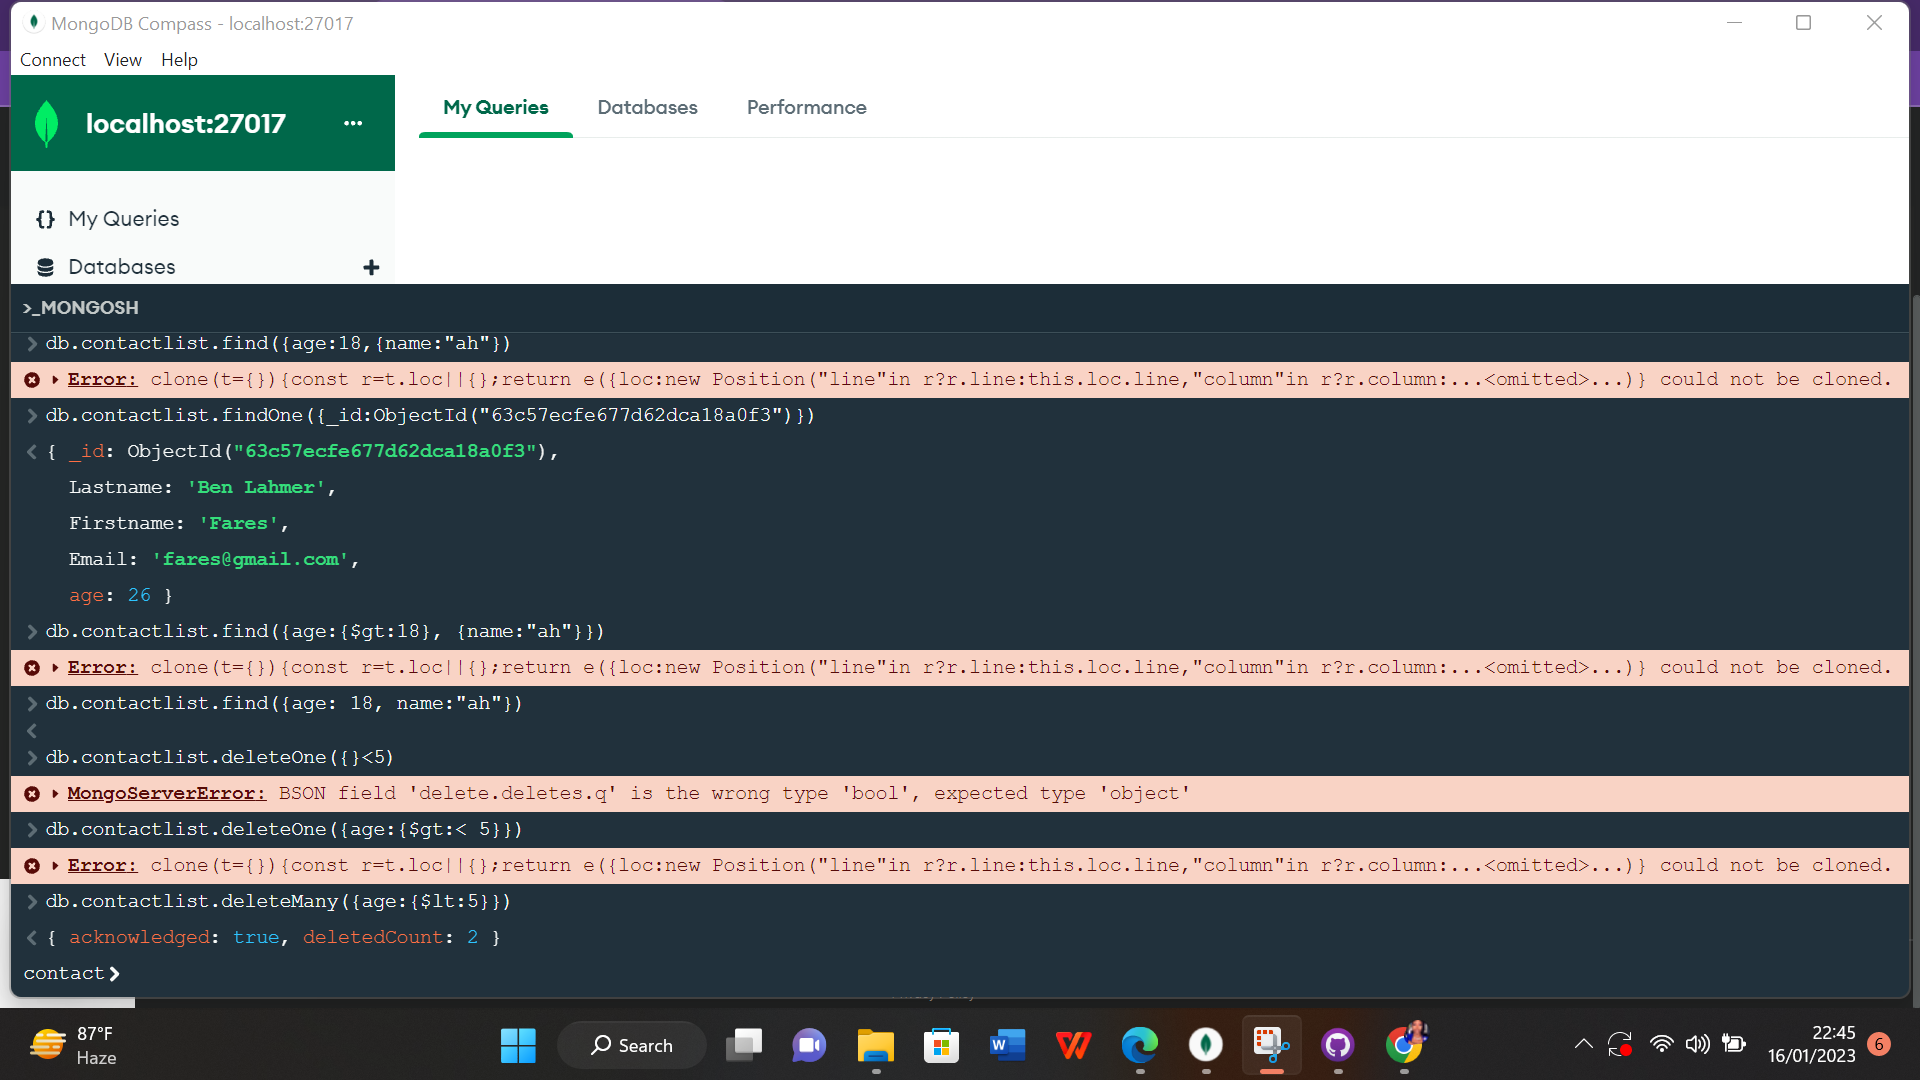 MongoDB Compass - localhost:27017
Connect View Help
localhost:27017 ...
My Queries Databases Performance
{} My Queries
Databases +
>_MONGOSH
db.contactlist.find({age:18,{name:"ah"})
Error: clone(t={}){const r=t.loc||{};return e({loc:new Position("line"in r?r.line:this.loc.line,"column"in r?r.column:...<omitted>...)} could not be cloned.
db.contactlist.findOne({_id:ObjectId("63c57ecfe677d62dca18a0f3")})
{ _id: ObjectId("63c57ecfe677d62dca18a0f3"),
Lastname: 'Ben Lahmer',
Firstname: 'Fares',
Email: 'fares@gmail.com',
age: 26 }
db.contactlist.find({age:{$gt:18}, {name:"ah"}})
Error: clone(t={}){const r=t.loc||{};return e({loc:new Position("line"in r?r.line:this.loc.line,"column"in r?r.column:...<omitted>...)} could not be cloned.
db.contactlist.find({age: 18, name:"ah"})
db.contactlist.deleteOne({}<5)
MongoServerError: BSON field 'delete.deletes.q' is the wrong type 'bool', expected type 'object'
db.contactlist.deleteOne({age:{$gt:< 5}})
Error: clone(t={}){const r=t.loc||{};return e({loc:new Position("line"in r?r.line:this.loc.line,"column"in r?r.column:...<omitted>...)} could not be cloned.
db.contactlist.deleteMany({age:{$lt:5}})
{ acknowledged: true, deletedCount: 2 }
contact>
87°F
Haze
Search
22:45
16/01/2023
6